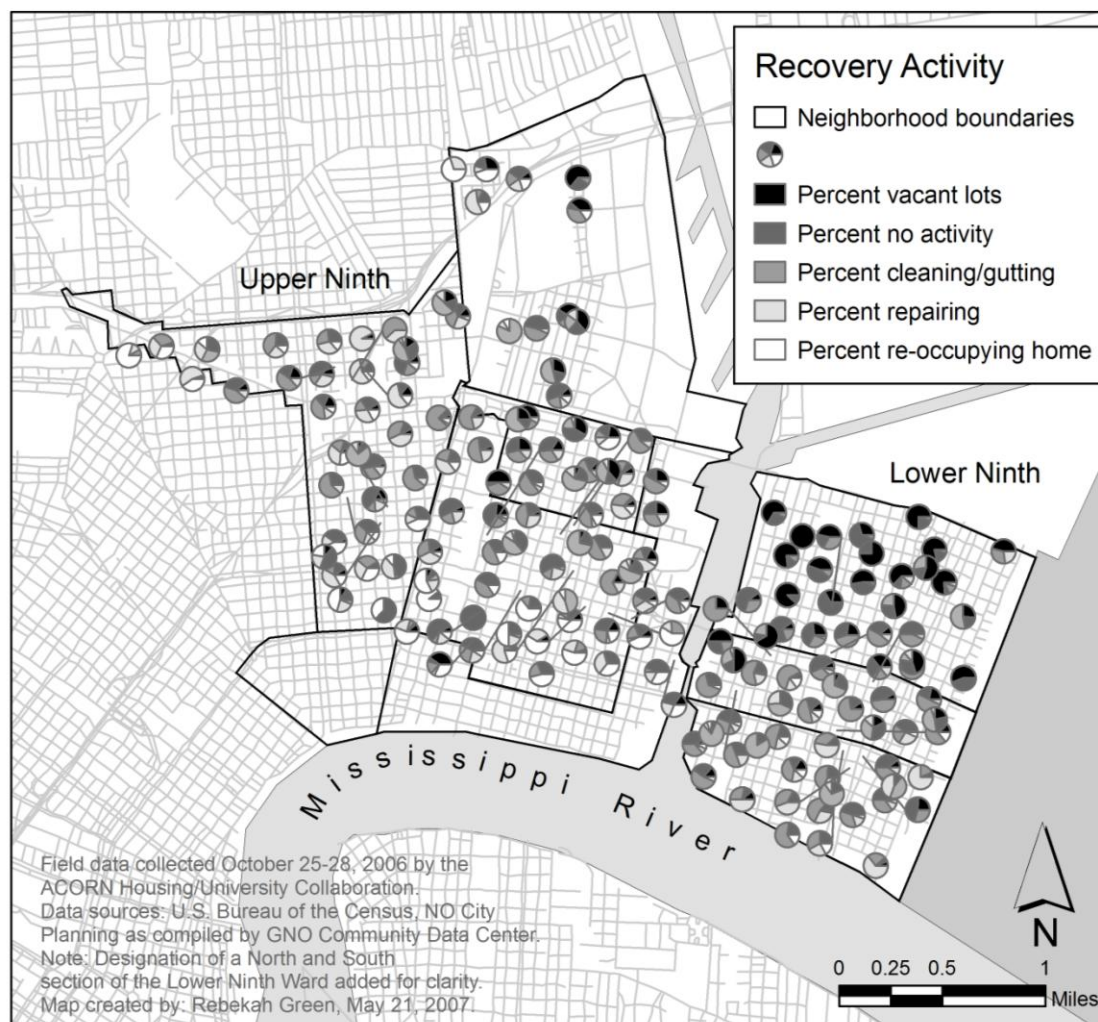 Recovery Activity
Neighborhood boundaries
Percent vacant lots
Percent no activity
Percent cleaning/gutting
Percent repairing
Percent re-occupying home
Upper Ninth
Lower Ninth
Mississippi River
Field data collected October 25-28, 2006 by the
ACORN Housing/University Collaboration.
Data sources: U.S. Bureau of the Census, NO City
Planning as compiled by GNO Community Data Center.
Note: Designation of a North and South
section of the Lower Ninth Ward added for clarity.
Map created by: Rebekah Green, May 21, 2007.
N
0 0.25 0.5 1
Miles